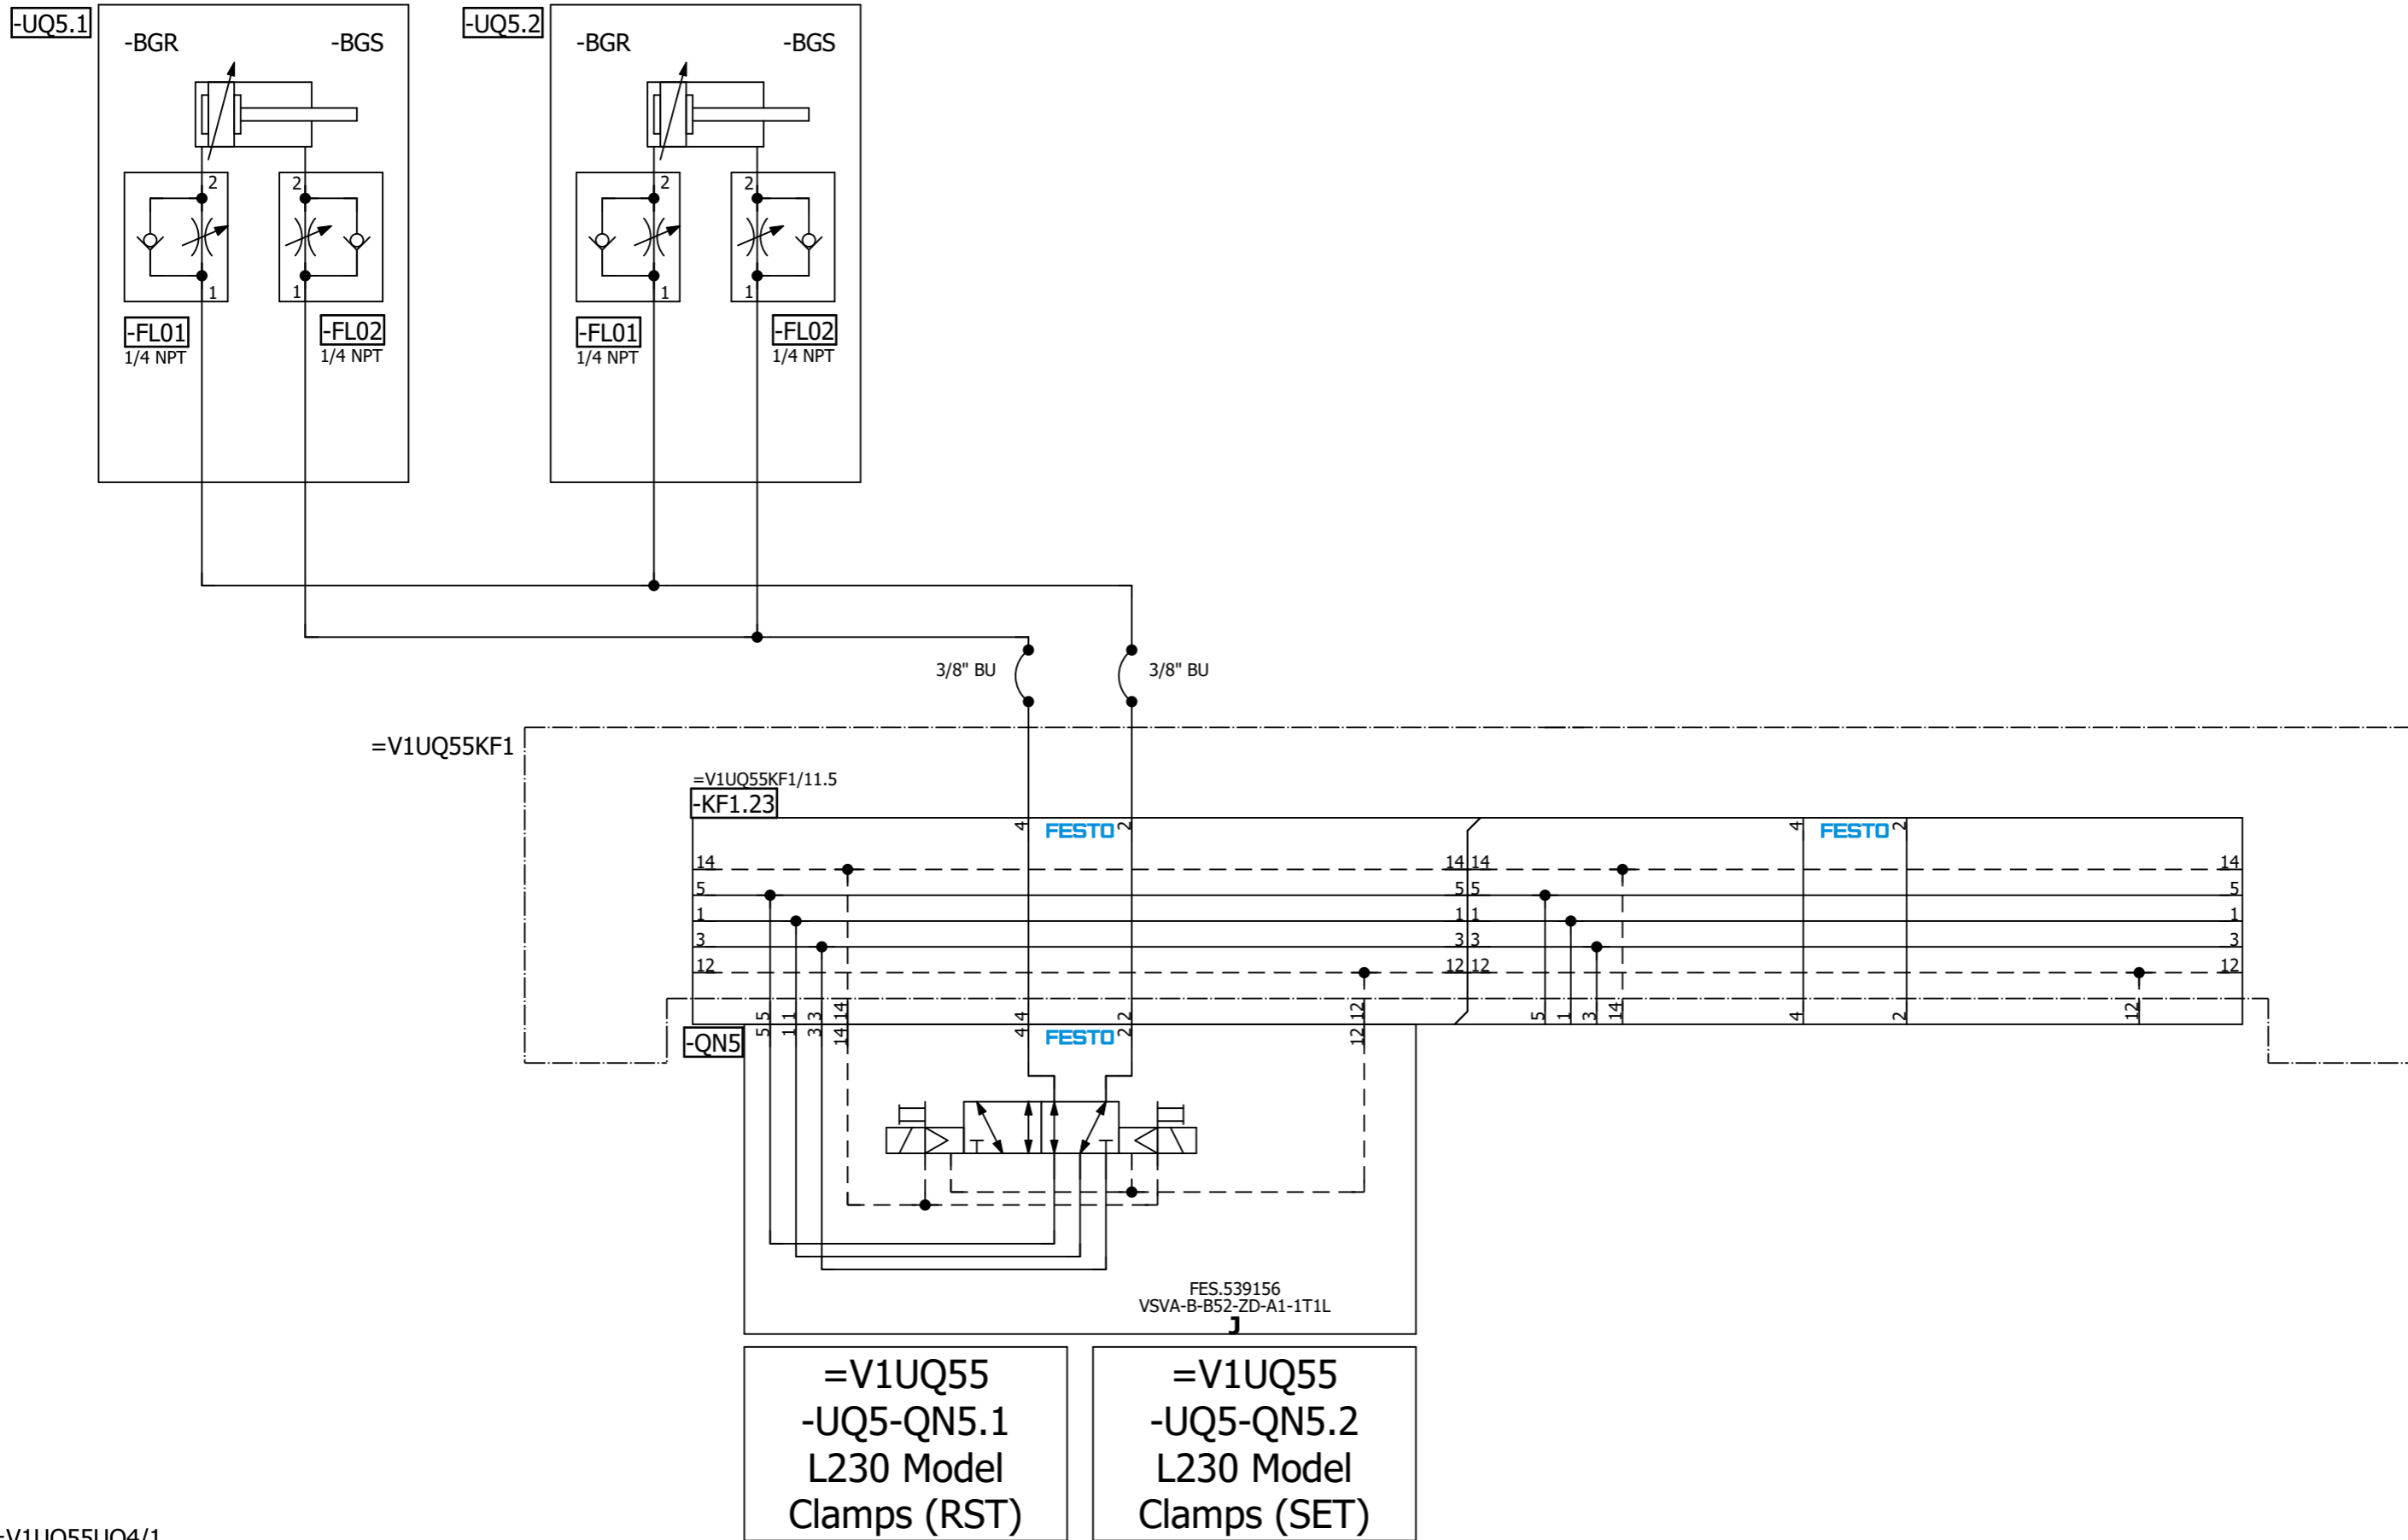 -UQ5.1
-BGR -BGS
-UQ5.2
-BGR -BGS
2 2
1 1
-FL01
1/4 NPT
-FL02
1/4 NPT
2 2
1 1
-FL01
1/4 NPT
-FL02
1/4 NPT
3/8" BU
3/8" BU
=V1UQ55KF1
=V1UQ55KF1/11.5
-KF1.23
4 FESTO 2
4 FESTO 2
14 14 14 14
5 5 5 5
1 1 1 1
3 3 3 3
12 12 12 12
5 1 3 14 4 2 12
5 1 3 14 4 2 12
-QN5
5 1 3 14 4 FESTO 2 12
FES.539156
VSVA-B-B52-ZD-A1-1T1L
J
=V1UQ55
-UQ5-QN5.1
L230 Model
Clamps (RST)
=V1UQ55
-UQ5-QN5.2
L230 Model
Clamps (SET)
=V1UQ55UQ4/1